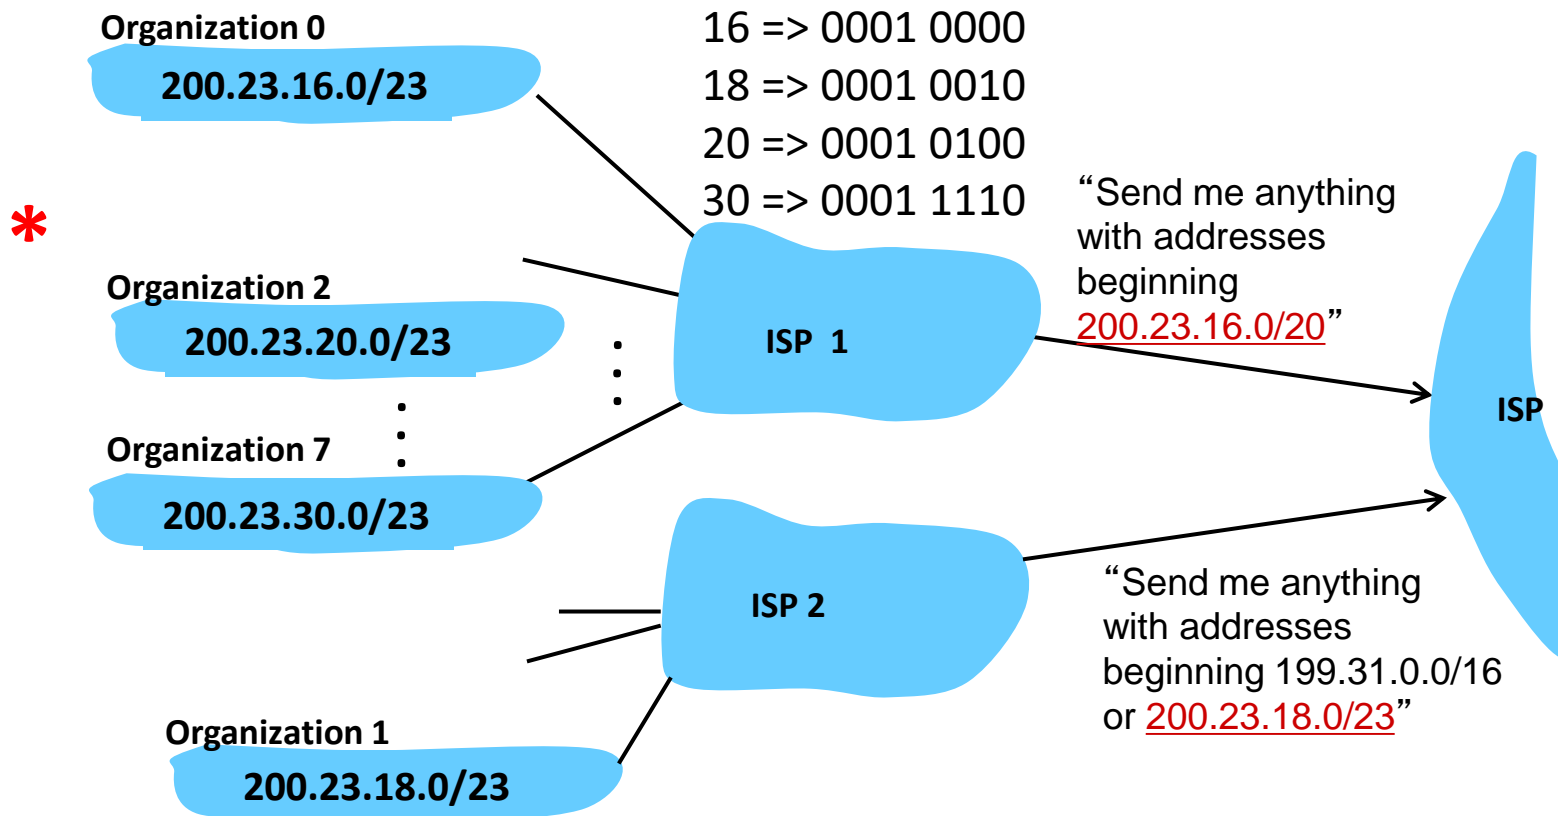 Organization 0
200.23.16.0/23
16 => 0001 0000
18 => 0001 0010
20 => 0001 0100
30 => 0001 1110
*
Organization 2
200.23.20.0/23
Organization 7
200.23.30.0/23
ISP 1
“Send me anything
with addresses
beginning
200.23.16.0/20”
ISP
ISP 2
“Send me anything
with addresses
beginning 199.31.0.0/16
or 200.23.18.0/23”
Organization 1
200.23.18.0/23